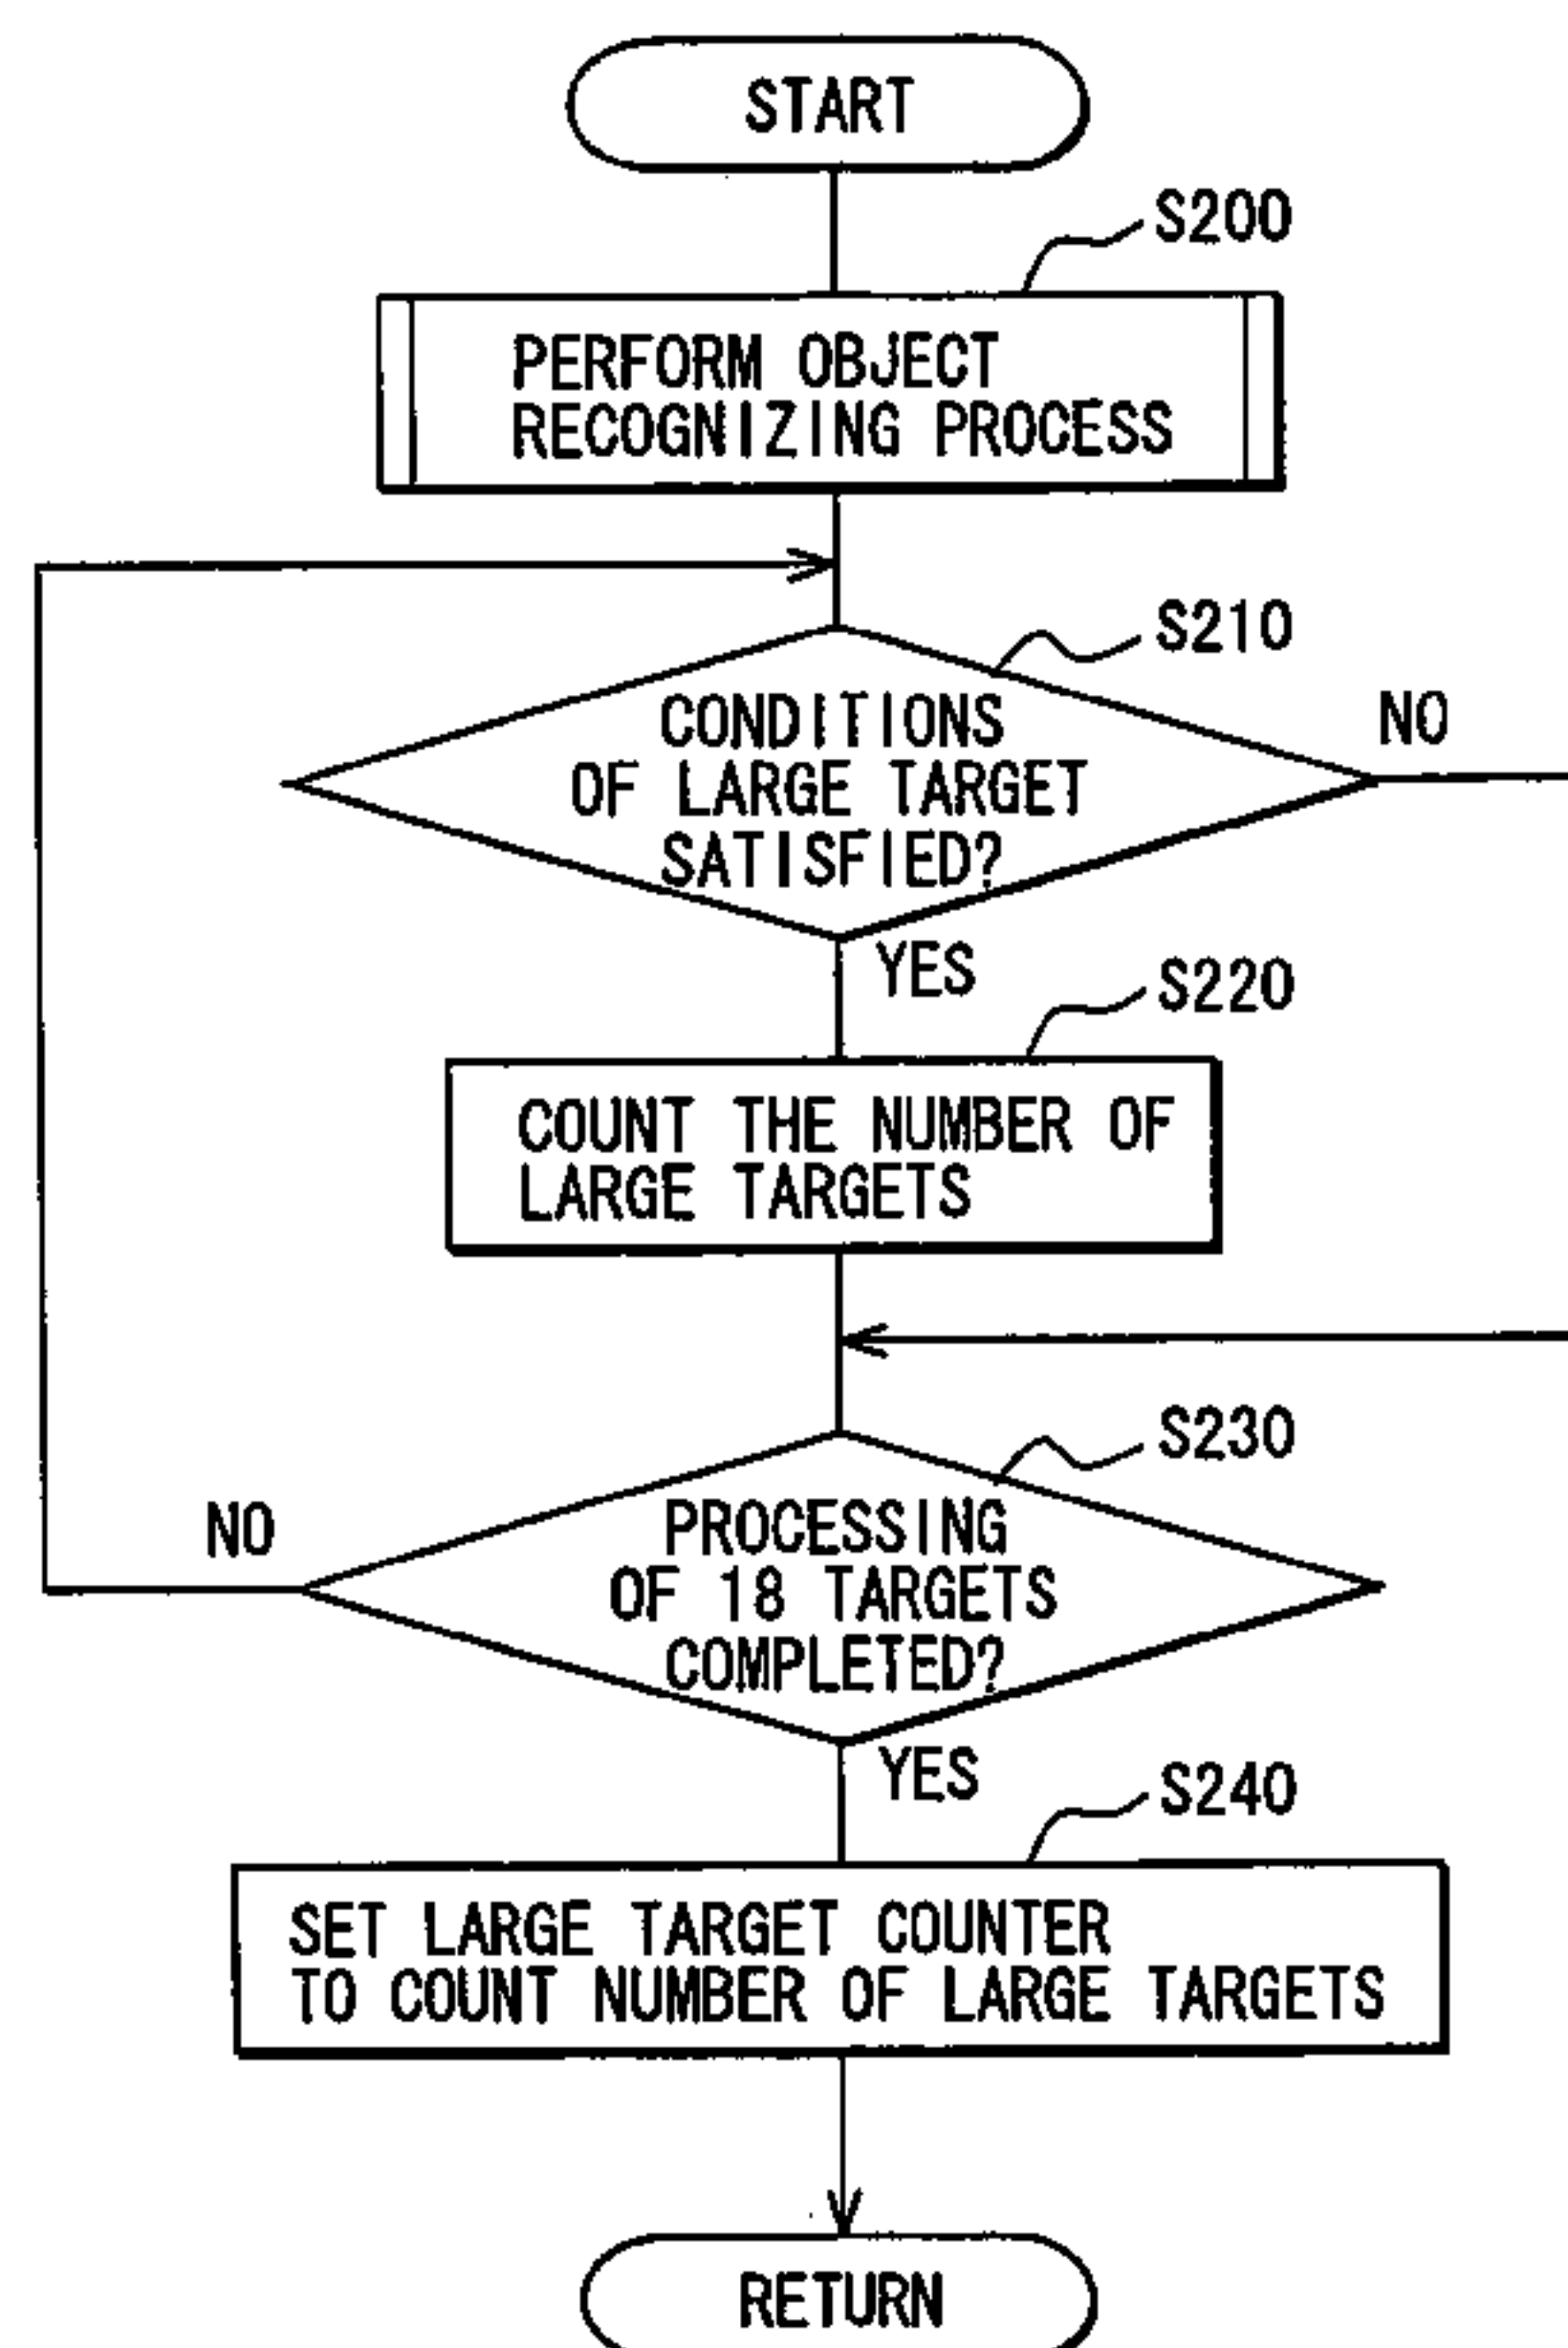 START
S200
PERFORM OBJECT
RECOGNIZING PROCESS
S210
CONDITIONS
OF LARGE TARGET
SATISFIED?
NO
YES
S220
COUNT THE NUMBER OF
LARGE TARGETS
S230
PROCESSING
OF 18 TARGETS
COMPLETED?
NO
YES
S240
SET LARGE TARGET COUNTER
TO COUNT NUMBER OF LARGE TARGETS
RETURN